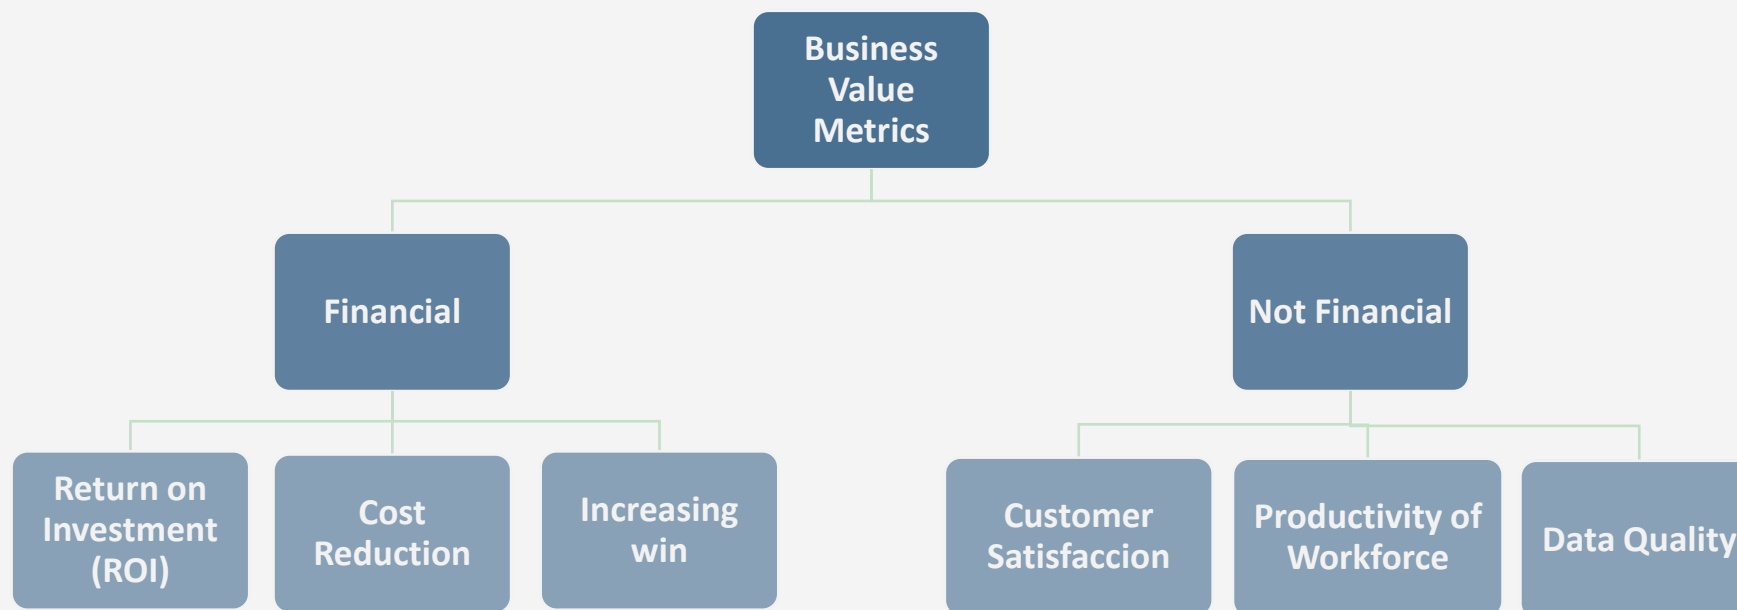 Business
Value
Metrics
Financial
Not Financial
Return on
Investment
(ROI)
Cost
Reduction
Increasing
win
Customer
Satisfaccion
Productivity of
Workforce
Data Quality